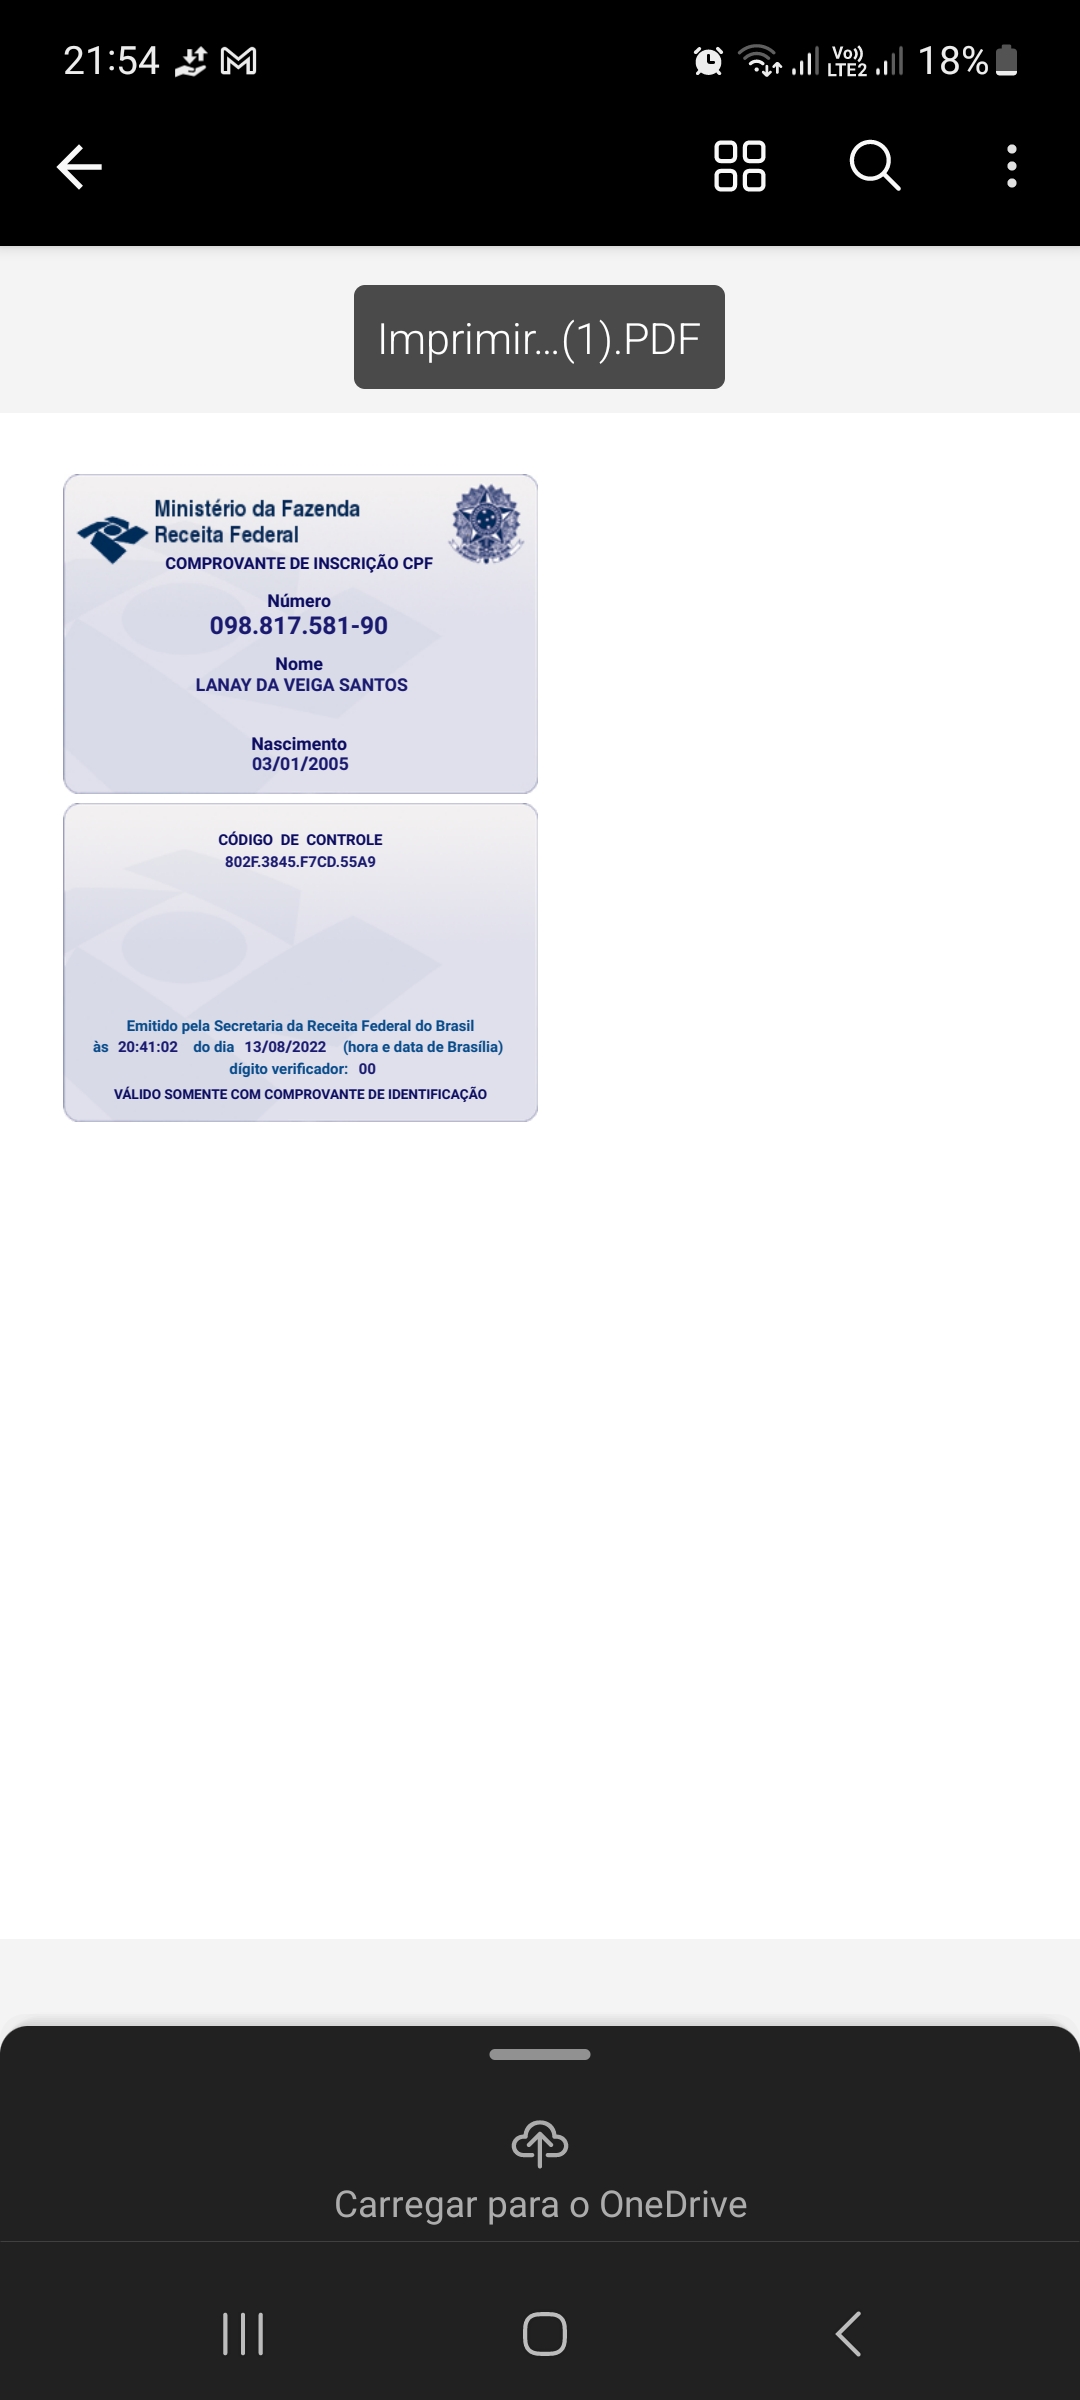 21:54
Vo))
LTE2
18%
Imprimir...(1).PDF
Ministério da Fazenda
Receita Federal
COMPROVANTE DE INSCRIÇÃO CPF
Número
098.817.581-90
Nome
LANAY DA VEIGA SANTOS
Nascimento
03/01/2005
CÓDIGO DE CONTROLE
802F.3845.F7CD.55A9
Emitido pela Secretaria da Receita Federal do Brasil
às 20:41:02 do dia 13/08/2022 (hora e data de Brasília)
dígito verificador: 00
VÁLIDO SOMENTE COM COMPROVANTE DE IDENTIFICAÇÃO
Carregar para o OneDrive